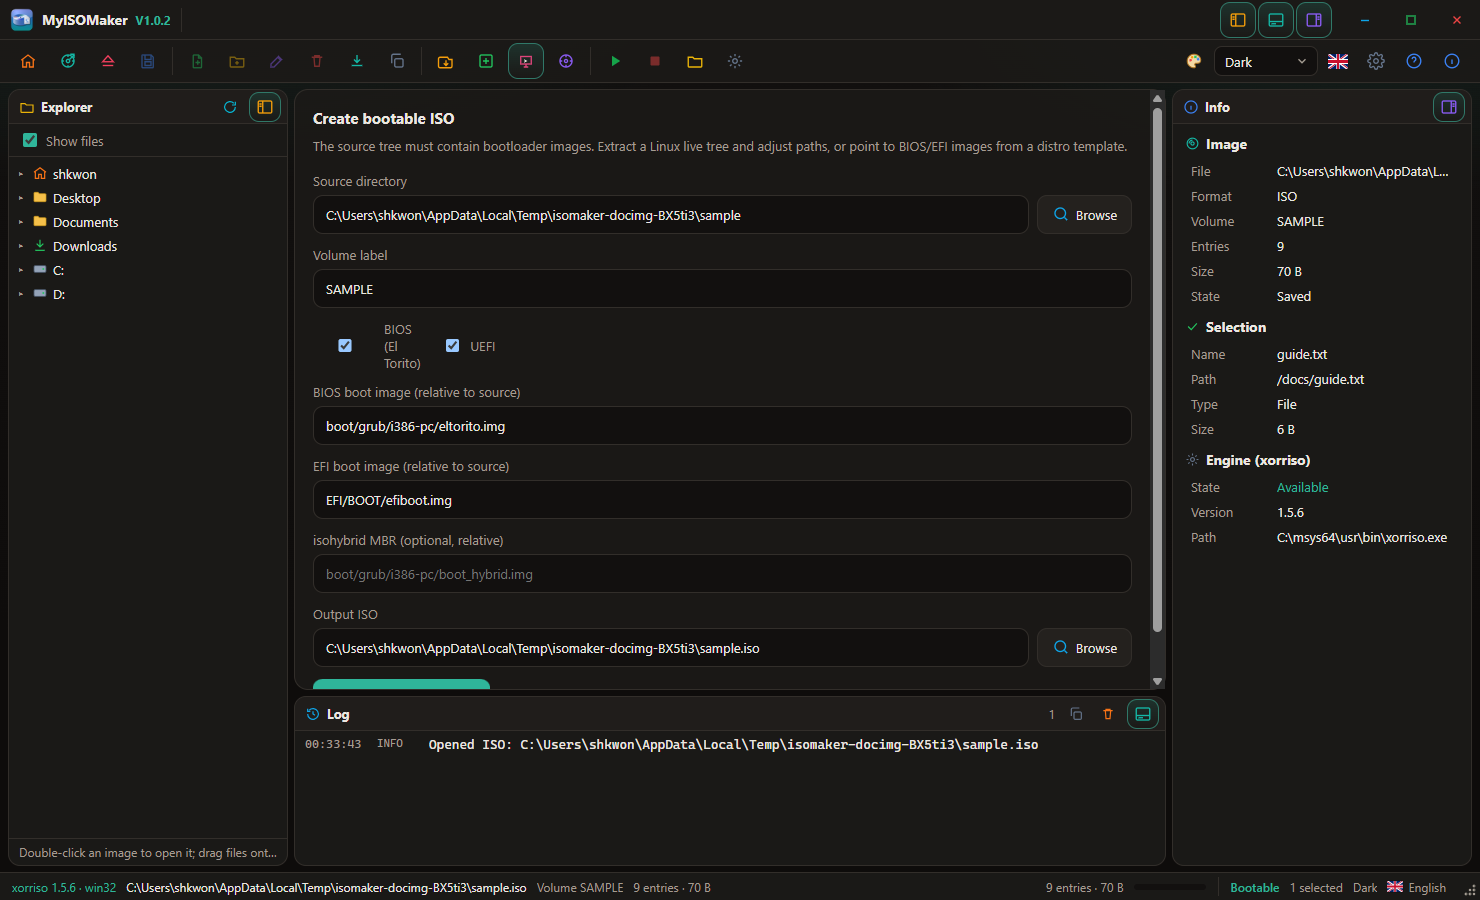 MyISOMaker V1.0.2
Dark
Explorer
Show files
shkwon
Desktop
Documents
Downloads
C:
D:
Double-click an image to open it; drag files ont...
Create bootable ISO
The source tree must contain bootloader images. Extract a Linux live tree and adjust paths, or point to BIOS/EFI images from a distro template.
Source directory
C:\Users\shkwon\AppData\Local\Temp\isomaker-docimg-BX5ti3\sample
Browse
Volume label
SAMPLE
BIOS
(El
Torito)
UEFI
BIOS boot image (relative to source)
boot/grub/i386-pc/eltorito.img
EFI boot image (relative to source)
EFI/BOOT/efiboot.img
isohybrid MBR (optional, relative)
boot/grub/i386-pc/boot_hybrid.img
Output ISO
C:\Users\shkwon\AppData\Local\Temp\isomaker-docimg-BX5ti3\sample.iso
Browse
Log
1
00:33:43 INFO Opened ISO: C:\Users\shkwon\AppData\Local\Temp\isomaker-docimg-BX5ti3\sample.iso
Info
Image
File C:\Users\shkwon\AppData\L...
Format ISO
Volume SAMPLE
Entries 9
Size 70 B
State Saved
Selection
Name guide.txt
Path /docs/guide.txt
Type File
Size 6 B
Engine (xorriso)
State Available
Version 1.5.6
Path C:\msys64\usr\bin\xorriso.exe
xorriso 1.5.6 · win32 C:\Users\shkwon\AppData\Local\Temp\isomaker-docimg-BX5ti3\sample.iso Volume SAMPLE 9 entries · 70 B 9 entries · 70 B Bootable 1 selected Dark English